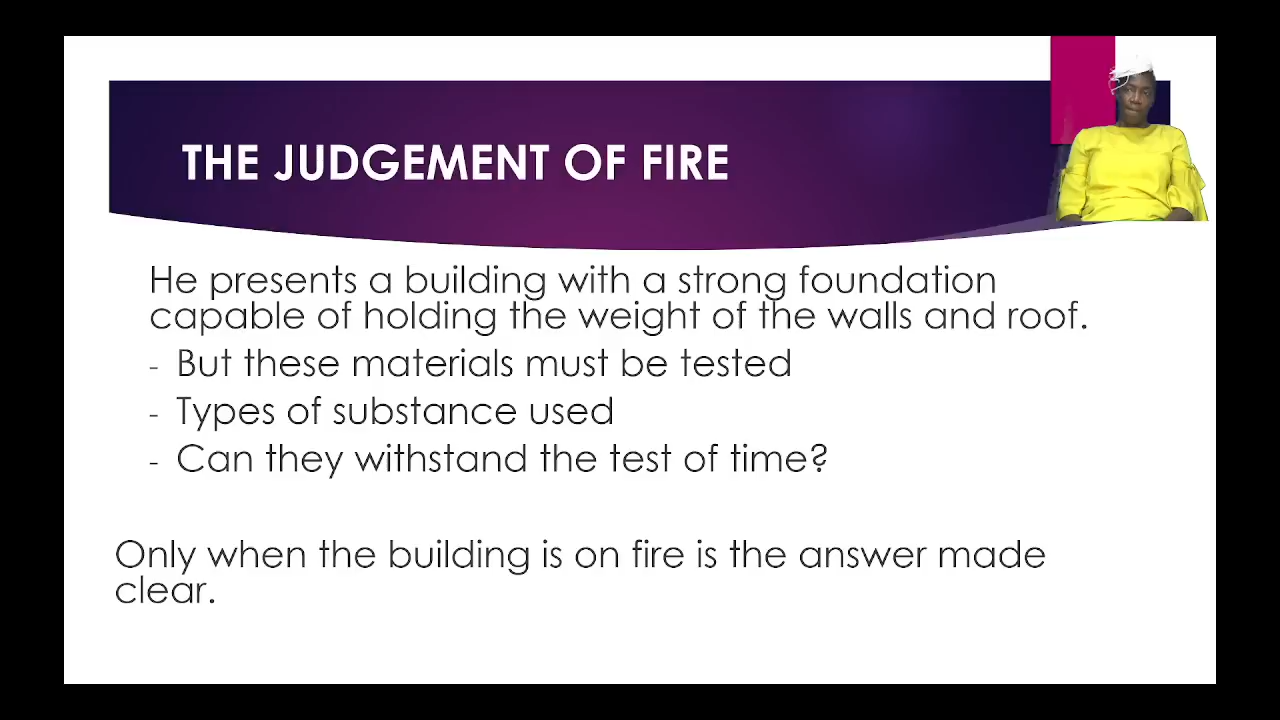 THE JUDGEMENT OF FIRE
He presents a building with a strong foundation
capable of holding the weight of the walls and roof.
- But these materials must be tested
- Types of substance used
- Can they withstand the test of time?
Only when the building is on fire is the answer made
clear.